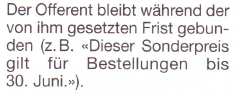 Der Offerent bleibt während der
von ihm gesetzten Frist gebun-
den (z. B. «Dieser Sonderpreis
gilt für Bestellungen bis
30. Juni.»).